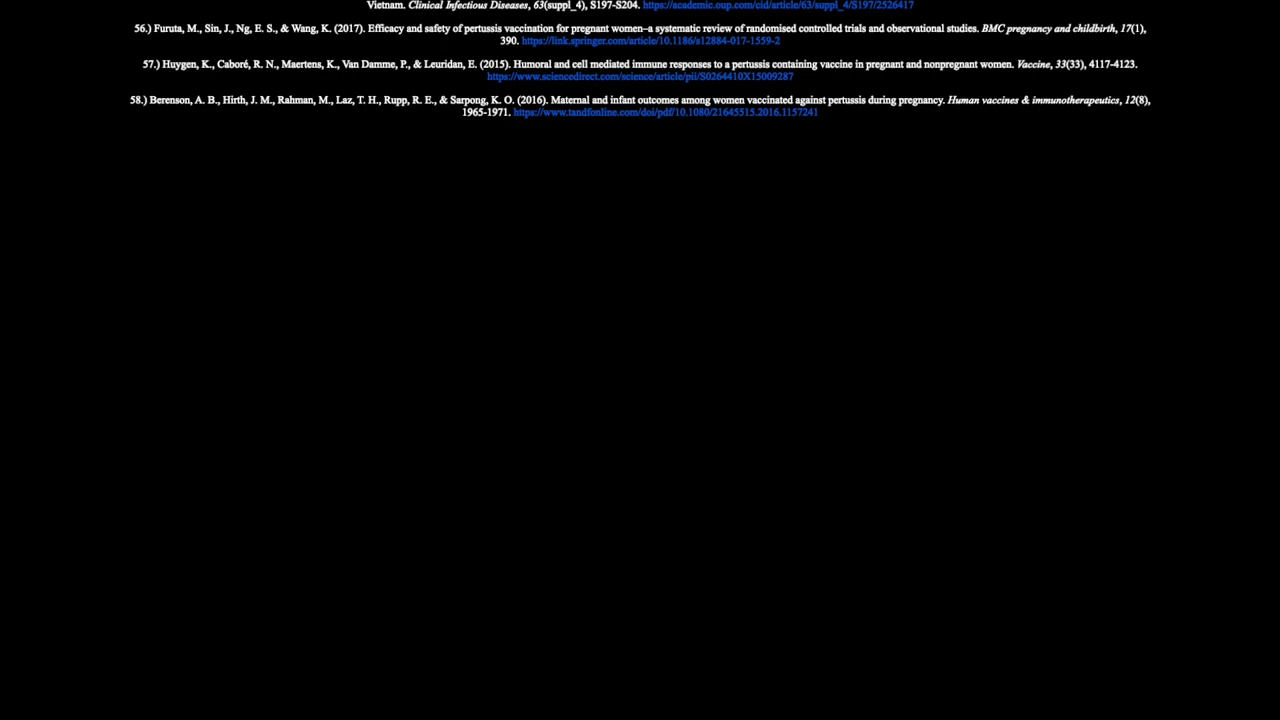 Vietnam. Clinical Infectious Diseases, 63(suppl_4), S197-S204. https://academic.oup.com/cid/article/63/suppl_4/S197/2526417
56.) Furuta, M., Sin, J., Ng, E. S., & Wang, K. (2017). Efficacy and safety of pertussis vaccination for pregnant women–a systematic review of randomised controlled trials and observational studies. BMC pregnancy and childbirth, 17(1),
390. https://link.springer.com/article/10.1186/s12884-017-1559-2
57.) Huygen, K., Caboré, R. N., Maertens, K., Van Damme, P., & Leuridan, E. (2015). Humoral and cell mediated immune responses to a pertussis containing vaccine in pregnant and nonpregnant women. Vaccine, 33(33), 4117-4123.
https://www.sciencedirect.com/science/article/pii/S0264410X15009287
58.) Berenson, A. B., Hirth, J. M., Rahman, M., Laz, T. H., Rupp, R. E., & Sarpong, K. O. (2016). Maternal and infant outcomes among women vaccinated against pertussis during pregnancy. Human vaccines & immunotherapeutics, 12(8),
1965-1971. https://www.tandfonline.com/doi/pdf/10.1080/21645515.2016.1157241